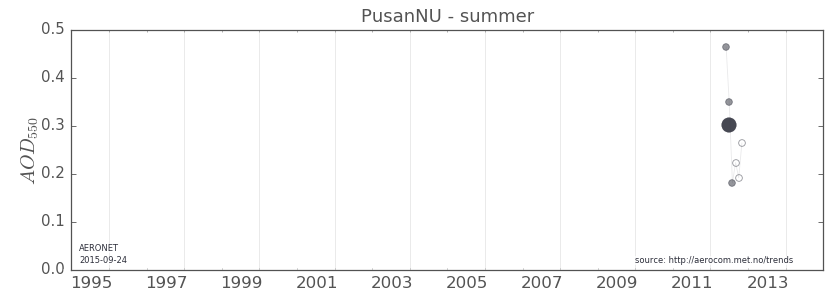 PusanNU - summer
0.5
0.4
0.3
0.2
0.1
0.0
AOD550
AERONET
2015-09-24
source: http://aerocom.met.no/trends
1995 1997 1999 2001 2003 2005 2007 2009 2011 2013